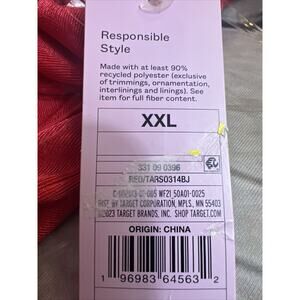 Responsible
Style
Made with at least 90%
recycled polyester (exclusive
of trimmings, ornamentation,
interlinings and linings). See
item for full fiber content.
XXL
331 09 0396
RED/TARS0314BJ
WFZ1_50A01-0025
DIST. BY TARGET CORPORATION, MPLS., MN 55403
©2023 TARGET BRANDS, INC. SHOP TARGET.COM
ORIGIN: CHINA
1 96983 64563 2